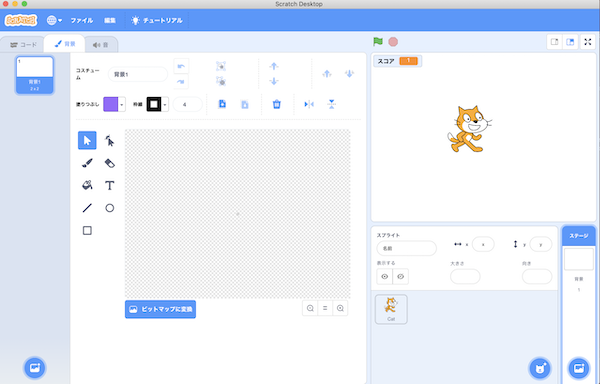 Scratch Desktop
SCRATCH
ファイル
編集
チュートリアル
コード
背景
音
1
背景1
2 x 2
コスチューム
背景1
塗りつぶし
枠線
4
ビットマップに変換
スコア 1
スプライト
名前
x
x
y
y
表示する
大きさ
向き
Cat
ステージ
背景
1